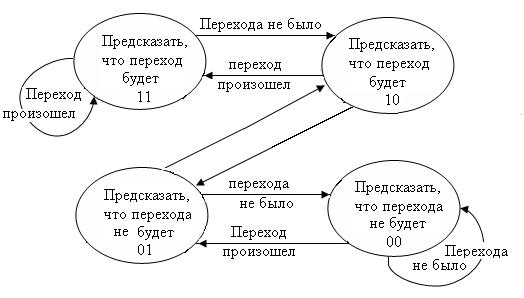 Перехода не было
Предсказать,
что переход
будет
11
переход
произошел
Предсказать,
что переход
будет
10
Переход
произошел
Предсказать,
что перехода
не будет
01
перехода
не было
Переход
произошел
Предсказать,
что перехода
не будет
00
Перехода
не было